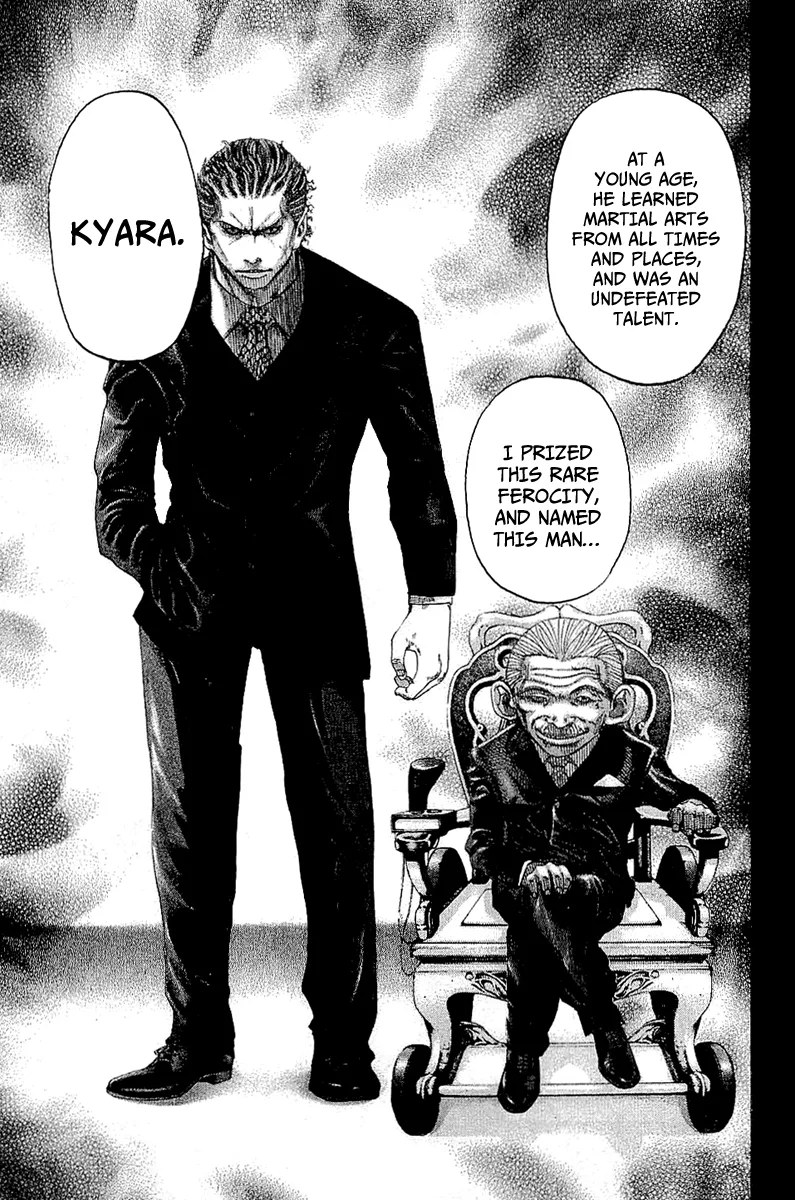 AT A
YOUNG AGE,
HE LEARNED
MARTIAL ARTS
FROM ALL TIMES
AND PLACES,
AND WAS AN
UNDEFEATED
TALENT.
I PRIZED
THIS RARE
FEROCITY,
AND NAMED
THIS MAN...
KYARA.